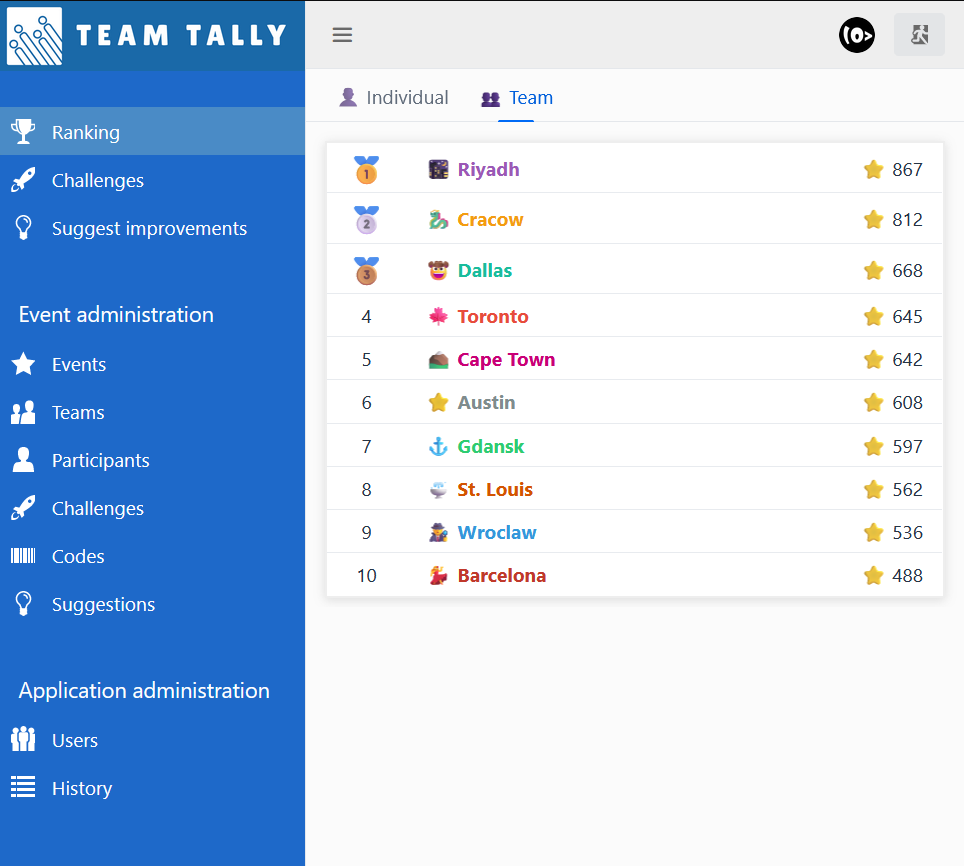 TEAM TALLY
Ranking
Challenges
Suggest improvements
Event administration
Events
Teams
Participants
Challenges
Codes
Suggestions
Application administration
Users
History
Individual Team
1 Riyadh 867
2 Cracow 812
3 Dallas 668
4 Toronto 645
5 Cape Town 642
6 Austin 608
7 Gdansk 597
8 St. Louis 562
9 Wroclaw 536
10 Barcelona 488